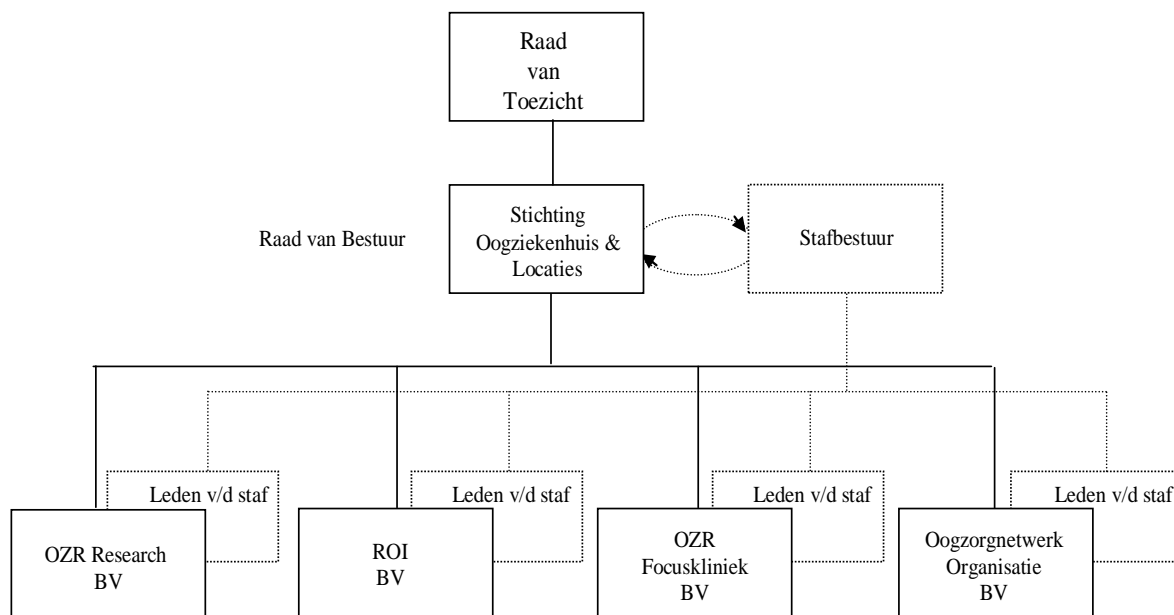 Raad
van
Toezicht
Raad van Bestuur
Stichting
Oogziekenhuis &
Locaties
Stafbestuur
Leden v/d staf
Leden v/d staf
Leden v/d staf
Leden v/d staf
OZR Research
BV
ROI
BV
OZR
Focuskliniek
BV
Oogzorgnetwerk
Organisatie
BV